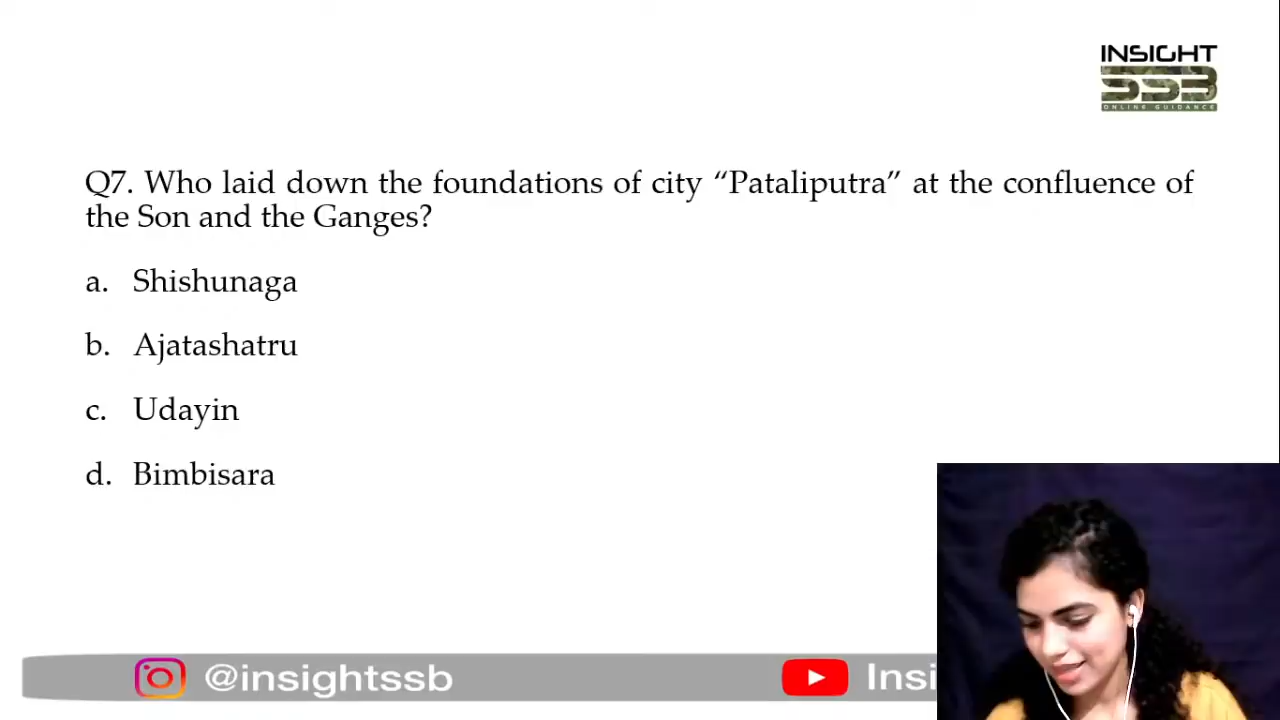 INSIGHT
SSB
ONLINE GUIDANCE
Q7. Who laid down the foundations of city “Pataliputra” at the confluence of
the Son and the Ganges?
a. Shishunaga
b. Ajatashatru
c. Udayin
d. Bimbisara
@insightssb
Insi